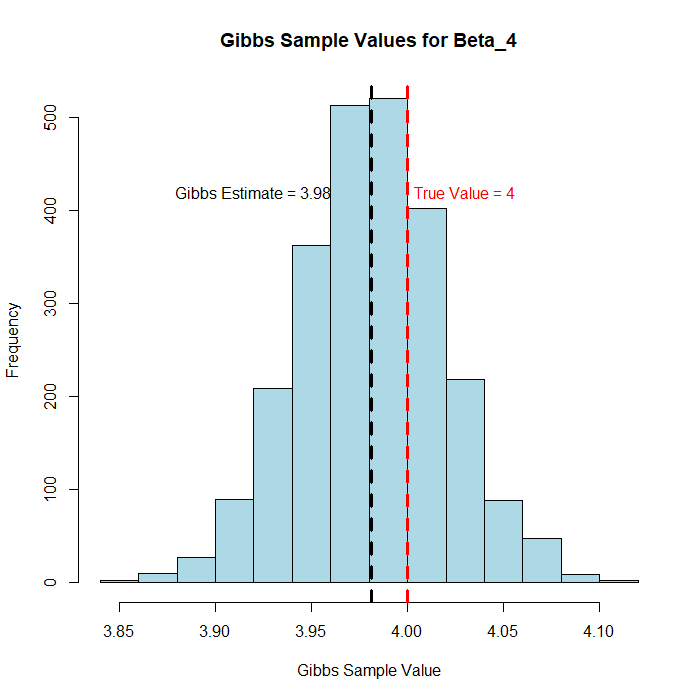 Gibbs Sample Values for Beta_4
Frequency
500
400
300
200
100
0
Gibbs Estimate = 3.98
True Value = 4
3.85 3.90 3.95 4.00 4.05 4.10
Gibbs Sample Value